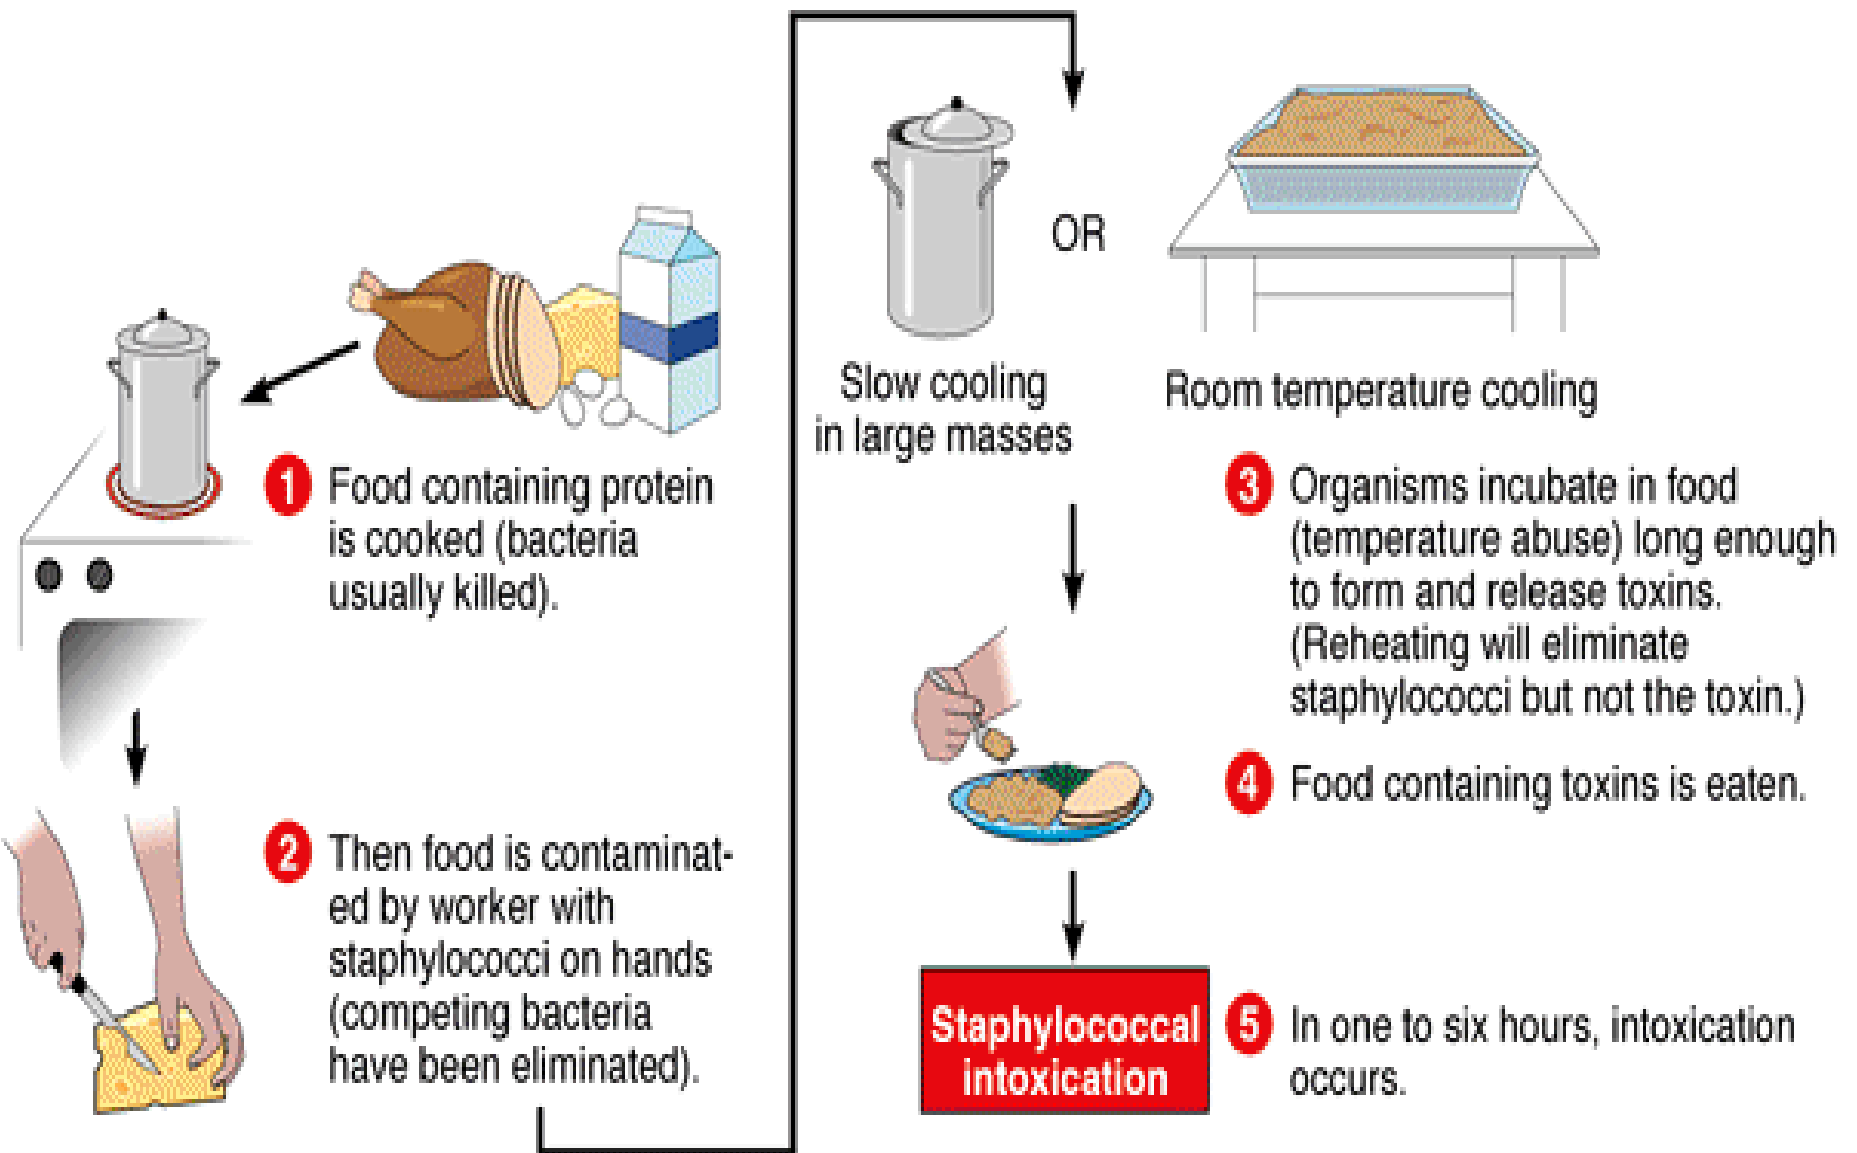 1 Food containing protein
is cooked (bacteria
usually killed).
2 Then food is contaminat-
ed by worker with
staphylococci on hands
(competing bacteria
have been eliminated).
OR
Slow cooling
in large masses
Room temperature cooling
3 Organisms incubate in food
(temperature abuse) long enough
to form and release toxins.
(Reheating will eliminate
staphylococci but not the toxin.)
4 Food containing toxins is eaten.
Staphylococcal
intoxication
5 In one to six hours, intoxication
occurs.